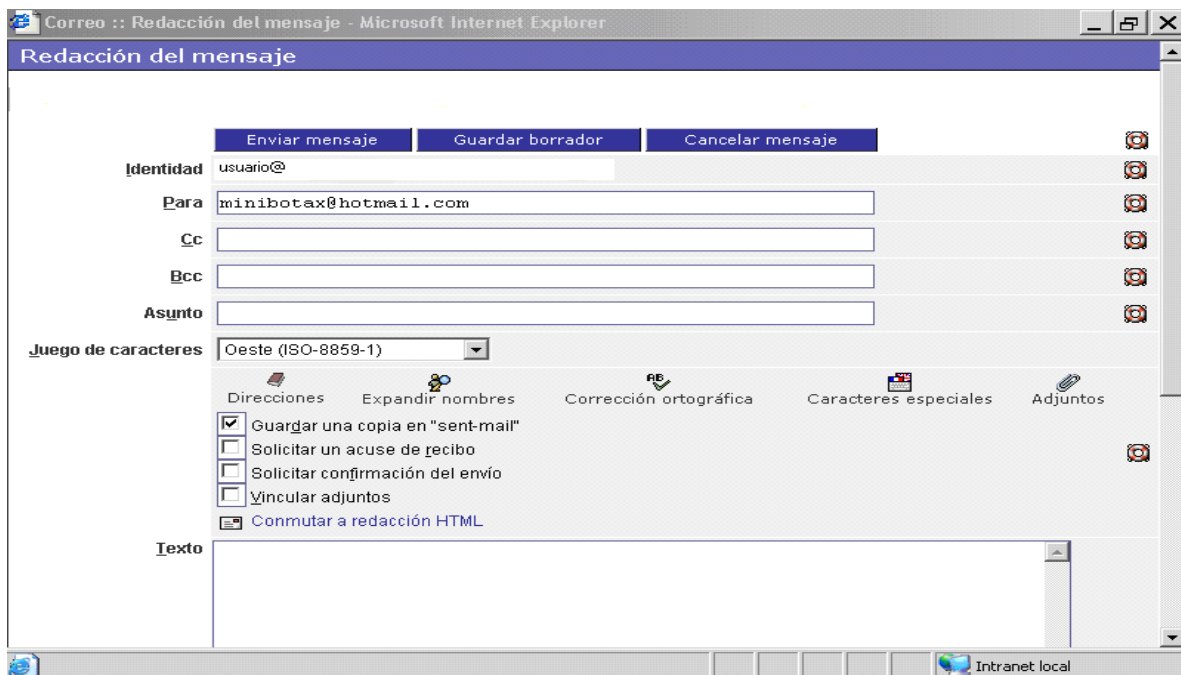 Correo :: Redacción del mensaje - Microsoft Internet Explorer
Redacción del mensaje
Enviar mensaje Guardar borrador Cancelar mensaje
Identidad usuario@
Para minibotax@hotmail.com
Cc
Bcc
Asunto
Juego de caracteres Oeste (ISO-8859-1)
Direcciones Expandir nombres Corrección ortográfica Caracteres especiales Adjuntos
Guardar una copia en "sent-mail"
Solicitar un acuse de recibo
Solicitar confirmación del envío
Vincular adjuntos
Conmutar a redacción HTML
Texto
Intranet local